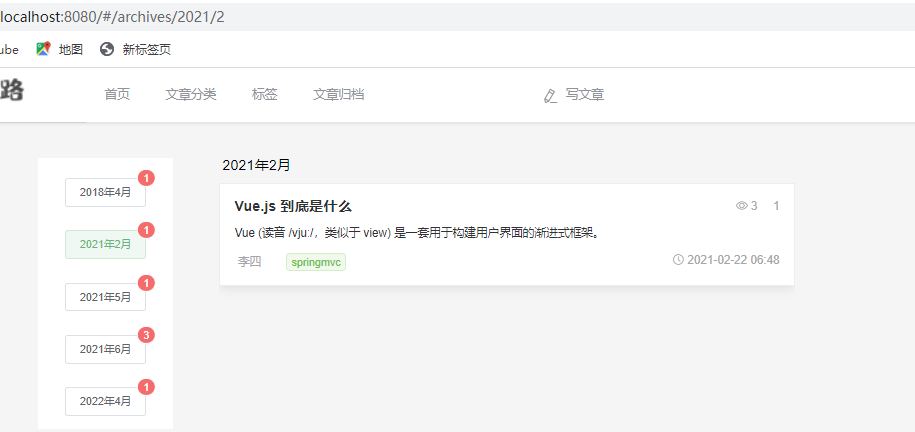 localhost:8080/#/archives/2021/2
ube 地图 新标签页
路 首页 文章分类 标签 文章归档 写文章
2018年4月 1
2021年2月 1
2021年5月 1
2021年6月 3
2022年4月 1
2021年2月
Vue.js 到底是什么 3 1
Vue (读音 /vjuː/，类似于 view) 是一套用于构建用户界面的渐进式框架。
李四 springmvc 2021-02-22 06:48